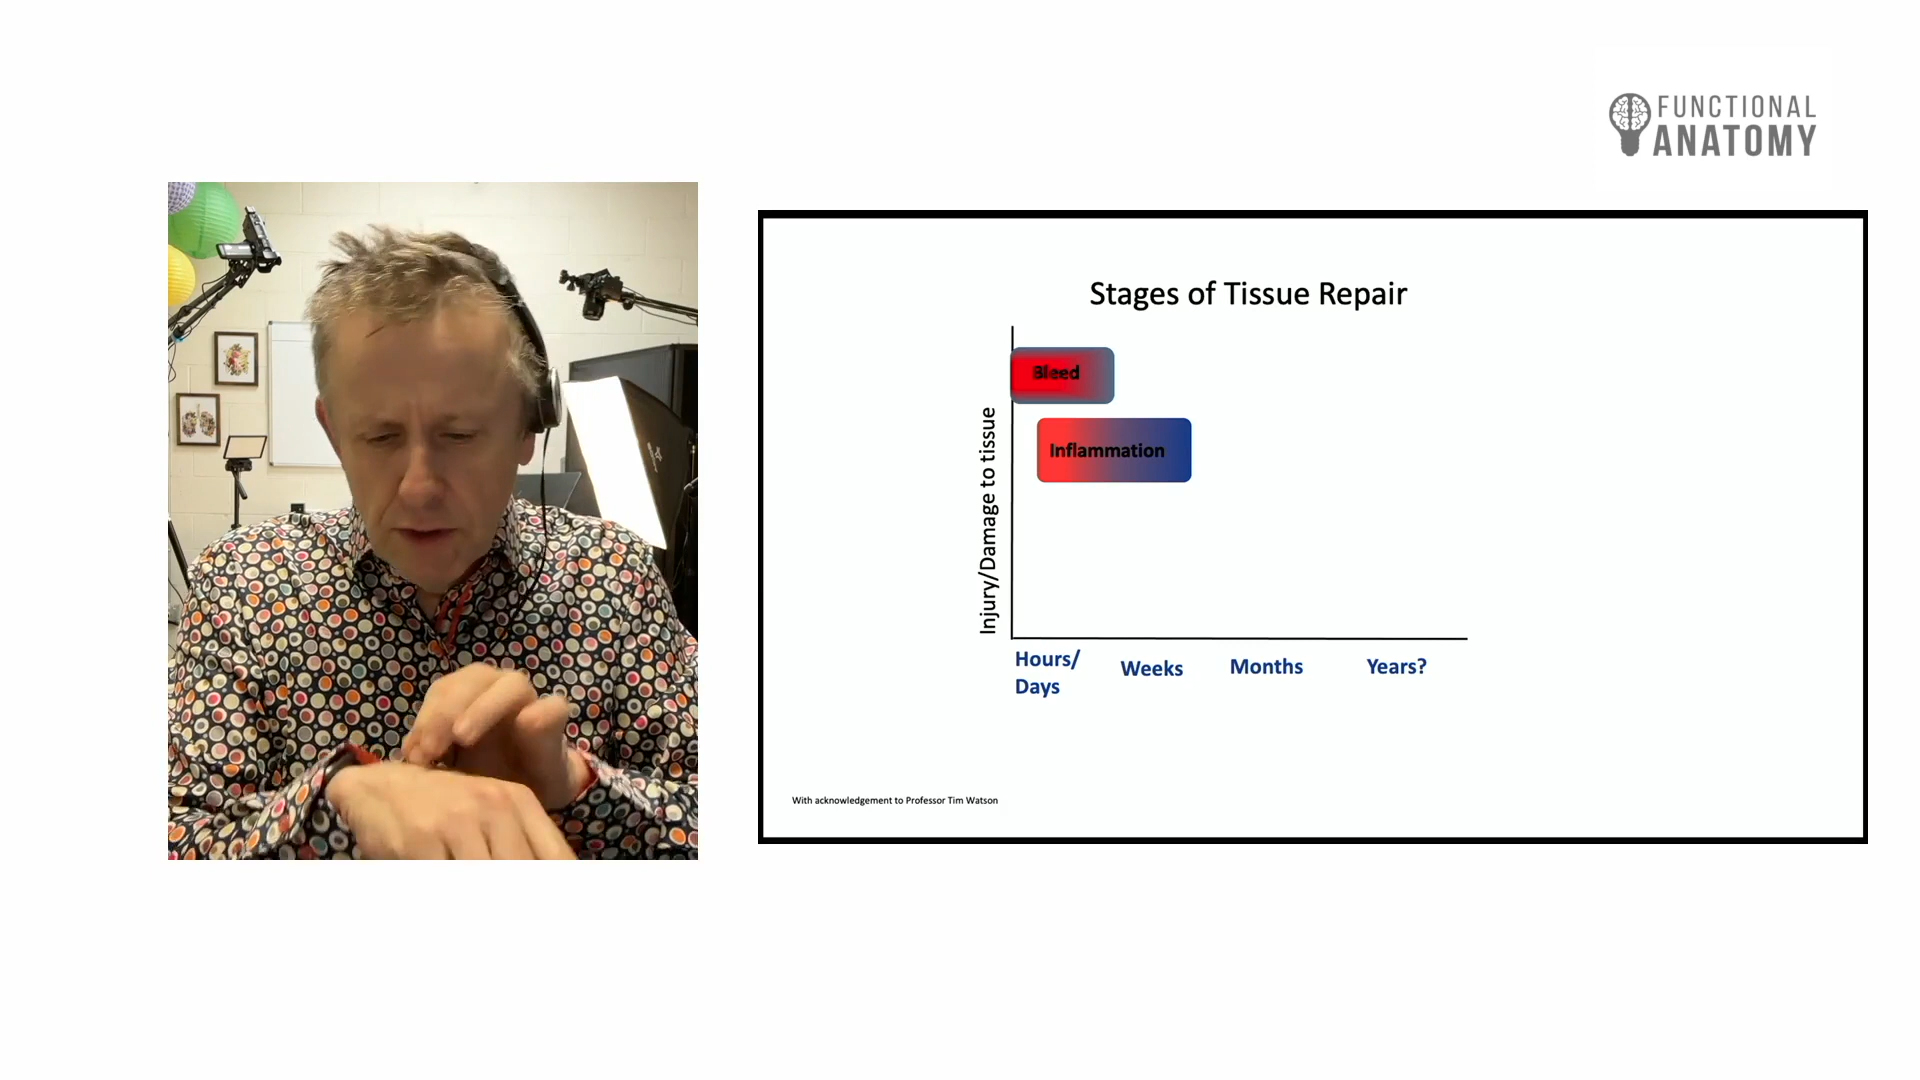 FUNCTIONAL
ANATOMY
Stages of Tissue Repair
Bleed
Inflammation
Injury/Damage to tissue
Hours/
Days
Weeks
Months
Years?
With acknowledgement to Professor Tim Watson